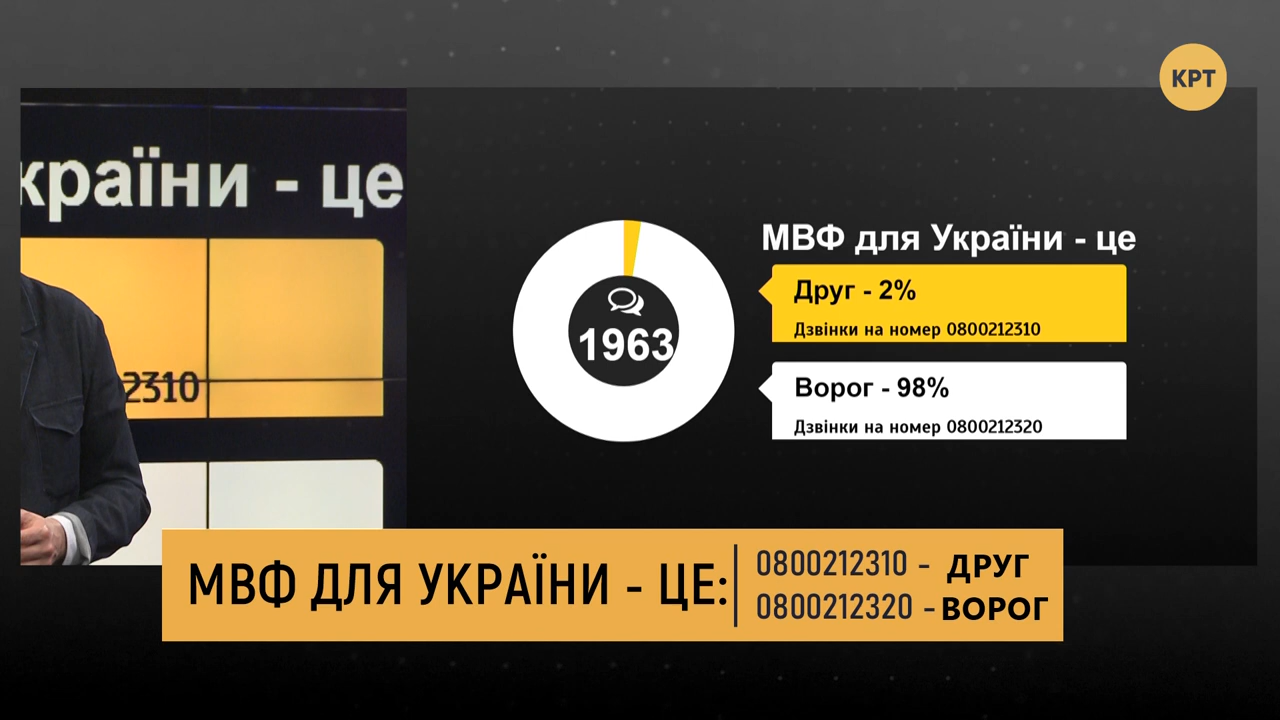 КРТ
країни - це
2310
МВФ для України - це
Друг - 2%
Дзвінки на номер 0800212310
1963
Ворог - 98%
Дзвінки на номер 0800212320
МВФ ДЛЯ УКРАЇНИ - ЦЕ:
0800212310 - ДРУГ
0800212320 - ВОРОГ